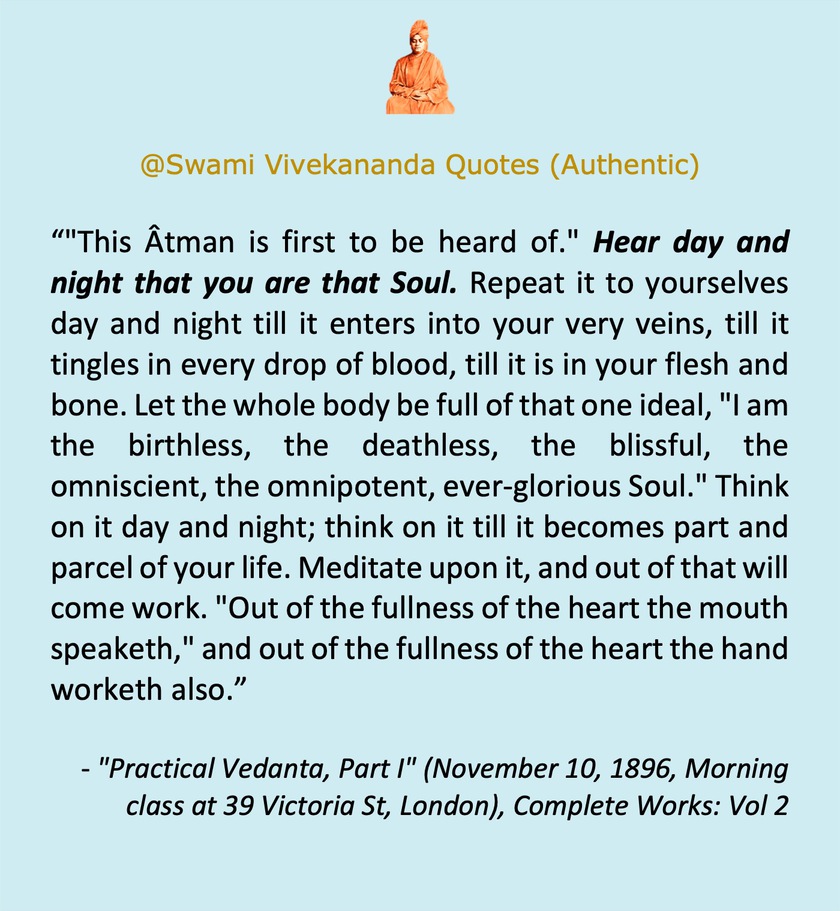 @Swami Vivekananda Quotes (Authentic)
“"This Âtman is first to be heard of." Hear day and
night that you are that Soul. Repeat it to yourselves
day and night till it enters into your very veins, till it
tingles in every drop of blood, till it is in your flesh and
bone. Let the whole body be full of that one ideal, "I am
the birthless, the deathless, the blissful, the
omniscient, the omnipotent, ever-glorious Soul." Think
on it day and night; think on it till it becomes part and
parcel of your life. Meditate upon it, and out of that will
come work. "Out of the fullness of the heart the mouth
speaketh," and out of the fullness of the heart the hand
worketh also.”
- "Practical Vedanta, Part I" (November 10, 1896, Morning
class at 39 Victoria St, London), Complete Works: Vol 2